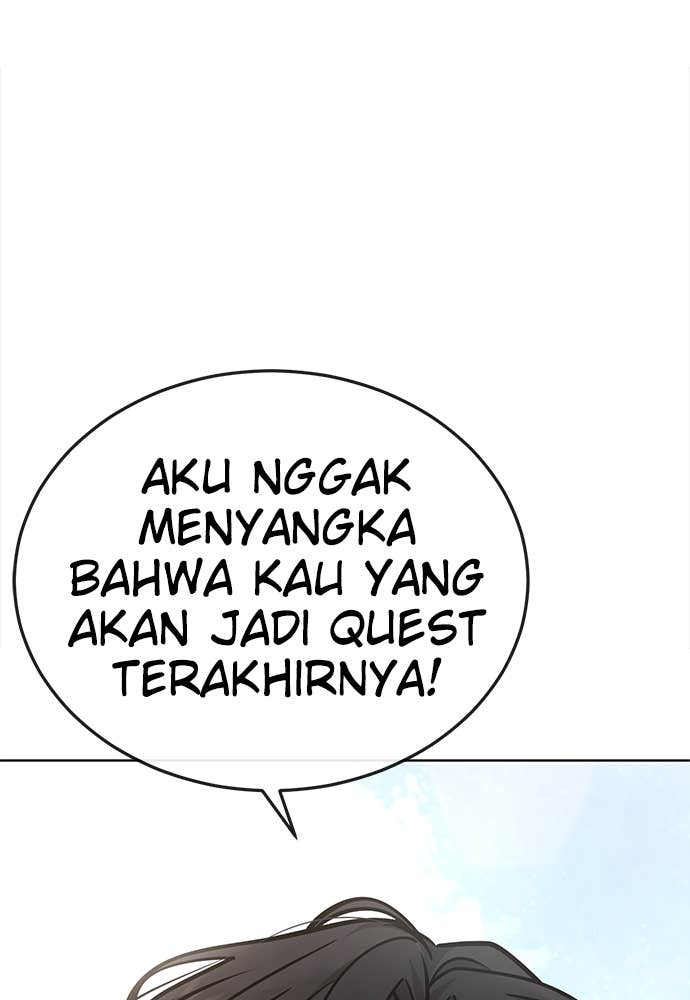 AKU NGGAK
MENYANGKA
BAHWA KAU YANG
AKAN JADI QUEST
TERAKHIRNYA!